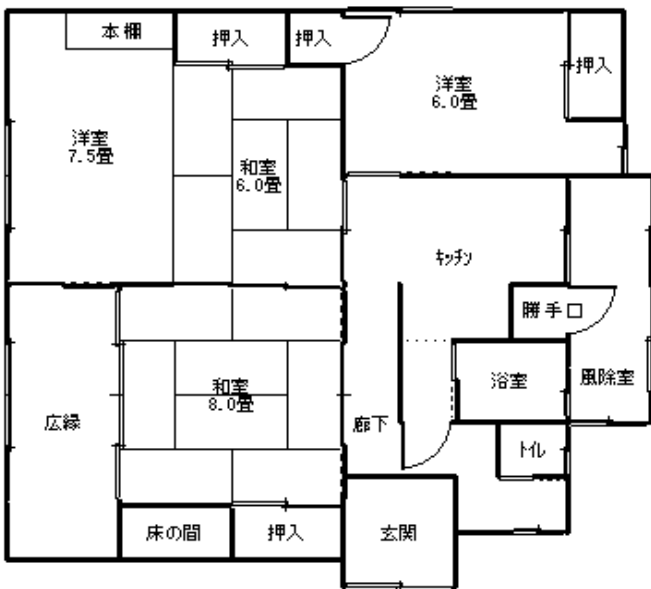 本棚
押入
押入
押入
洋室
6.0畳
洋室
7.5畳
和室
6.0畳
ｷｯﾁﾝ
勝手口
浴室
風除室
和室
8.0畳
広縁
廊下
ﾄｲﾚ
床の間
押入
玄関